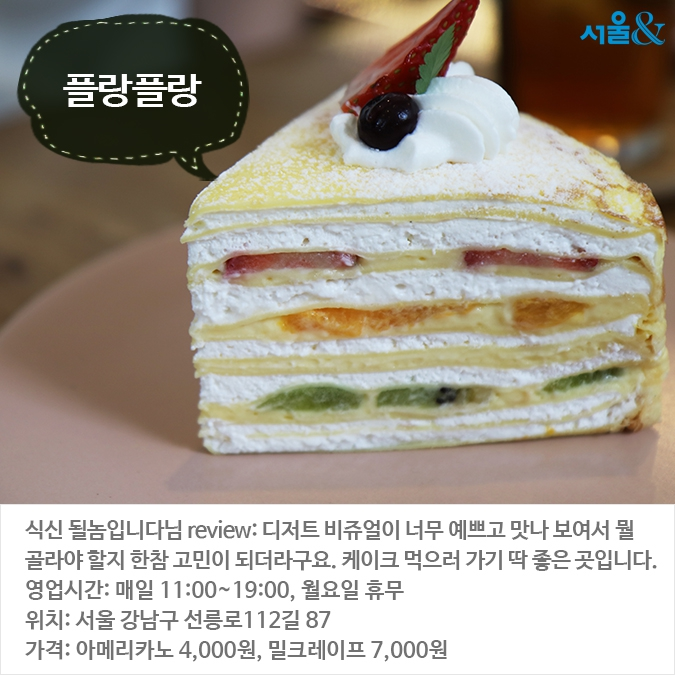 서울&
플랑플랑
식신 될놈입니다님 review: 디저트 비쥬얼이 너무 예쁘고 맛나 보여서 뭘
골라야 할지 한참 고민이 되더라구요. 케이크 먹으러 가기 딱 좋은 곳입니다.
영업시간: 매일 11:00~19:00, 월요일 휴무
위치: 서울 강남구 선릉로112길 87
가격: 아메리카노 4,000원, 밀크레이프 7,000원